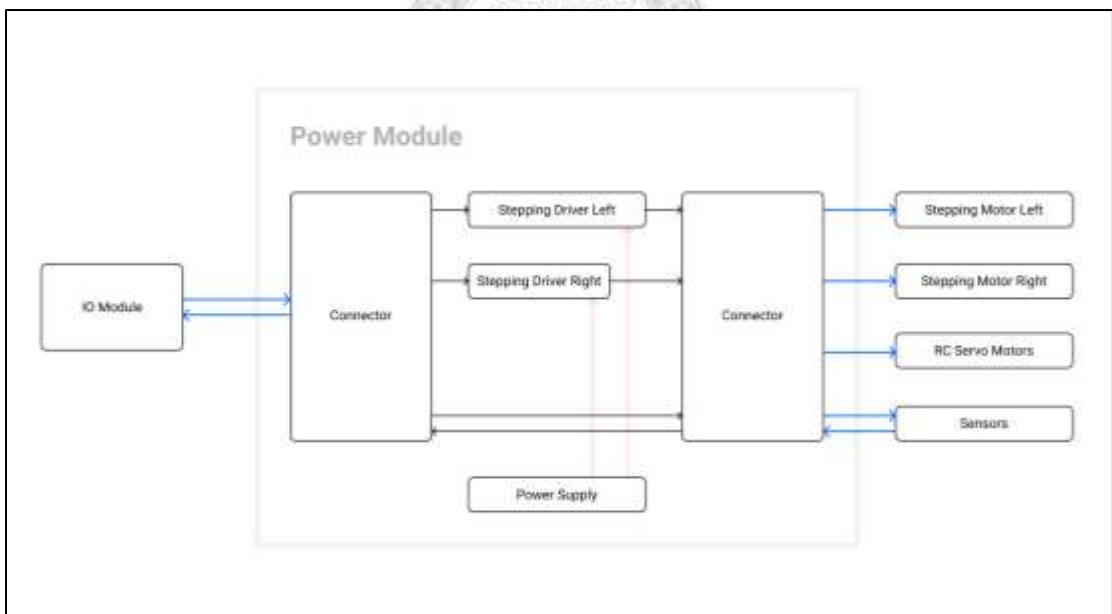 Power Module
Stepping Driver Left
Stepping Motor Left
Stepping Driver Right
Stepping Motor Right
IO Module
Connector
Connector
RC Servo Motors
Sensors
Power Supply